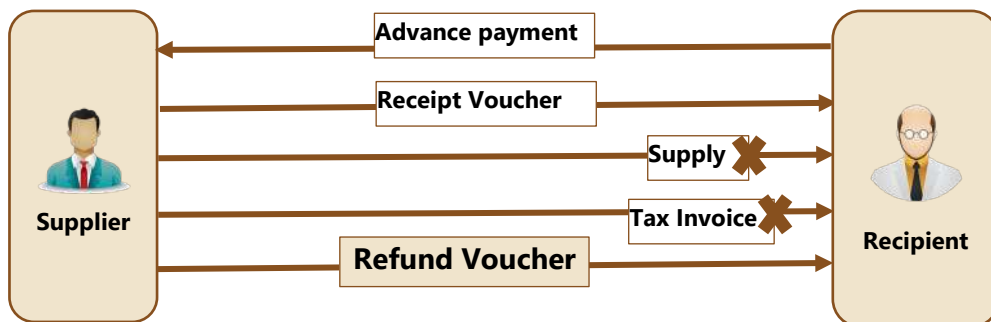 Advance payment
Receipt Voucher
Supply
Tax Invoice
Supplier
Recipient
Refund Voucher